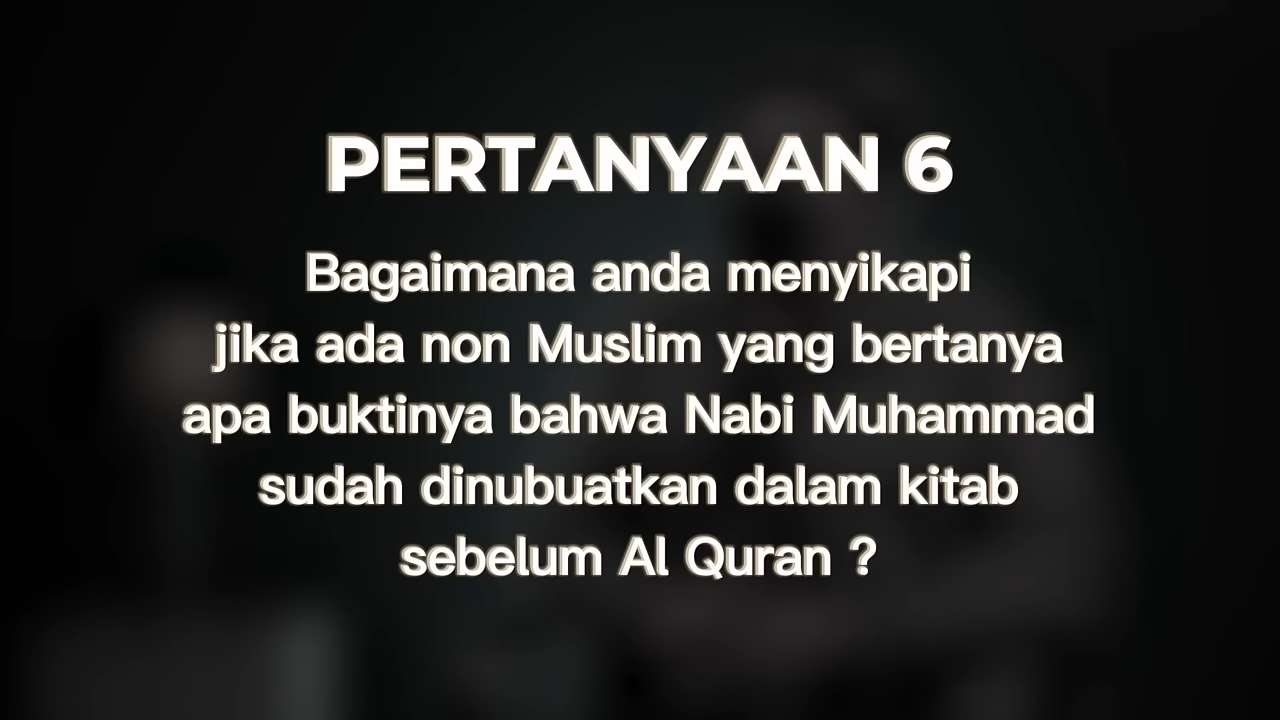 PERTANYAAN 6
Bagaimana anda menyikapi
jika ada non Muslim yang bertanya
apa buktinya bahwa Nabi Muhammad
sudah dinubuatkan dalam kitab
sebelum Al Quran ?